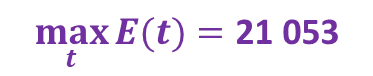 max E(t) = 21 053
t